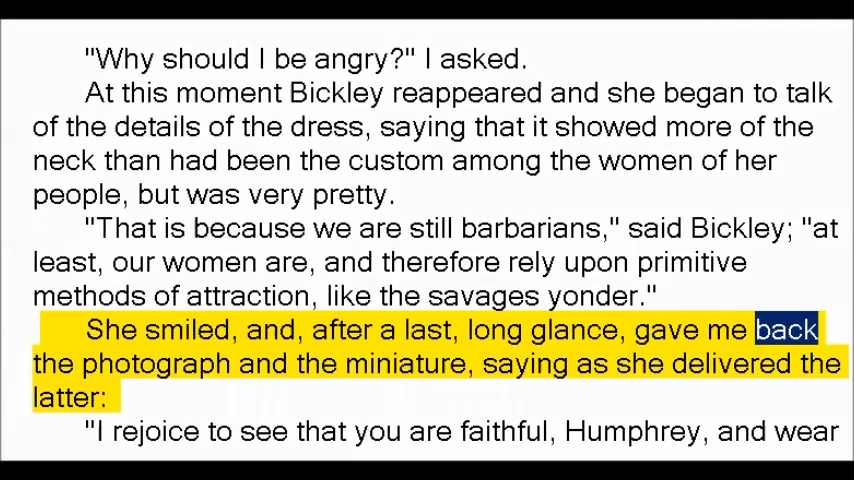 "Why should I be angry?" I asked.
At this moment Bickley reappeared and she began to talk
of the details of the dress, saying that it showed more of the
neck than had been the custom among the women of her
people, but was very pretty.
"That is because we are still barbarians," said Bickley; "at
least, our women are, and therefore rely upon primitive
methods of attraction, like the savages yonder."
She smiled, and, after a last, long glance, gave me back
the photograph and the miniature, saying as she delivered the
latter:
"I rejoice to see that you are faithful, Humphrey, and wear